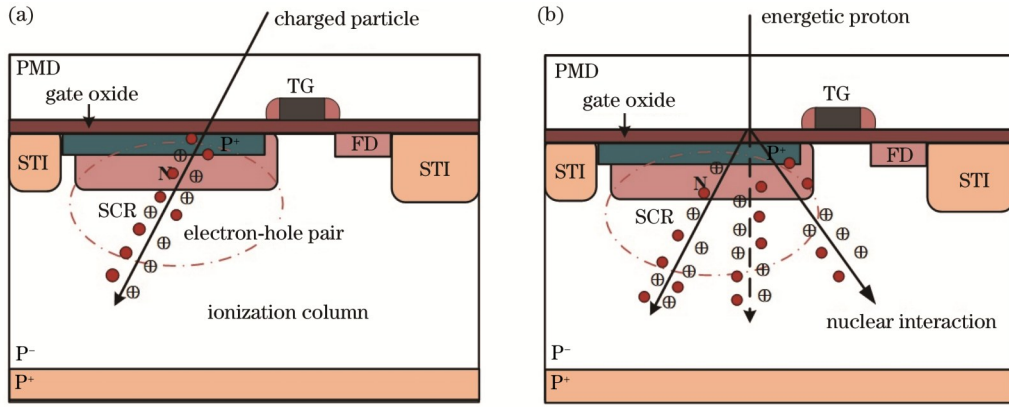 (a)
charged particle
PMD
TG
gate oxide
P⁺
FD
STI
STI
N
SCR
electron-hole pair
ionization column
P⁻
P⁺
(b)
energetic proton
PMD
TG
gate oxide
P⁺
FD
STI
STI
N
SCR
nuclear interaction
P⁻
P⁺